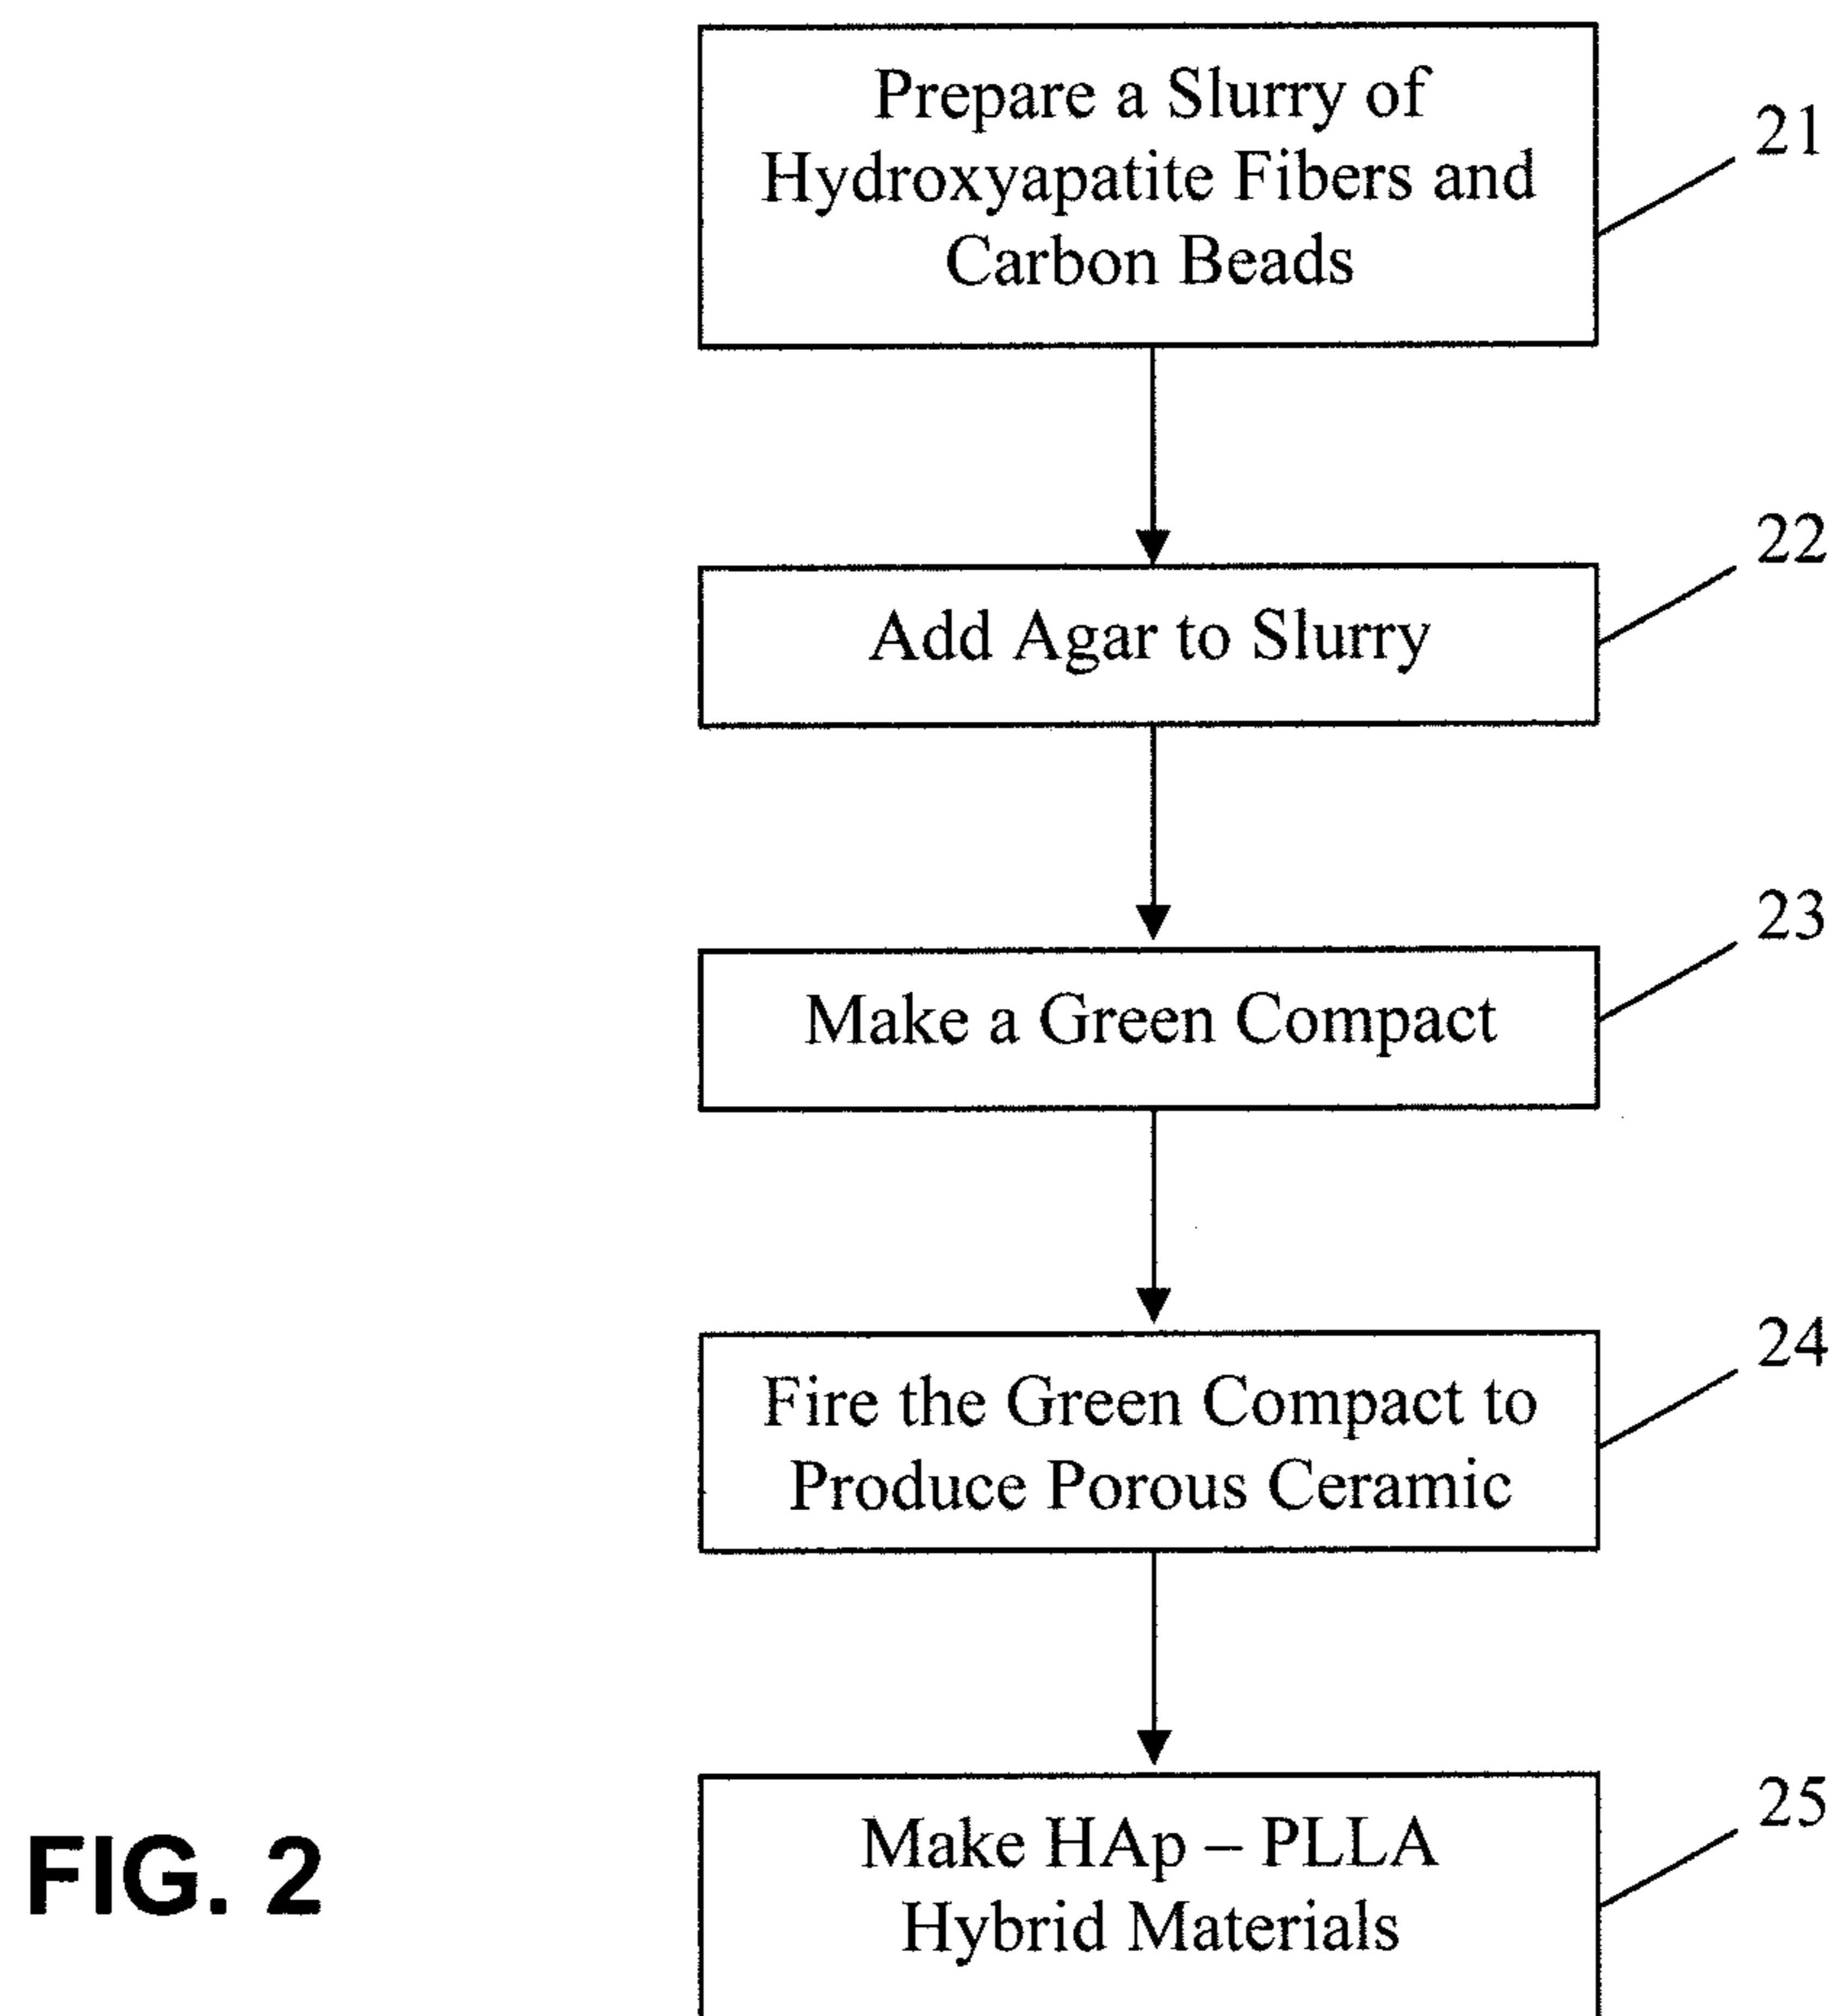 Prepare a Slurry of
Hydroxyapatite Fibers and
Carbon Beads
21
Add Agar to Slurry
22
Make a Green Compact
23
Fire the Green Compact to
Produce Porous Ceramic
24
Make HAp – PLLA
Hybrid Materials
25
FIG. 2